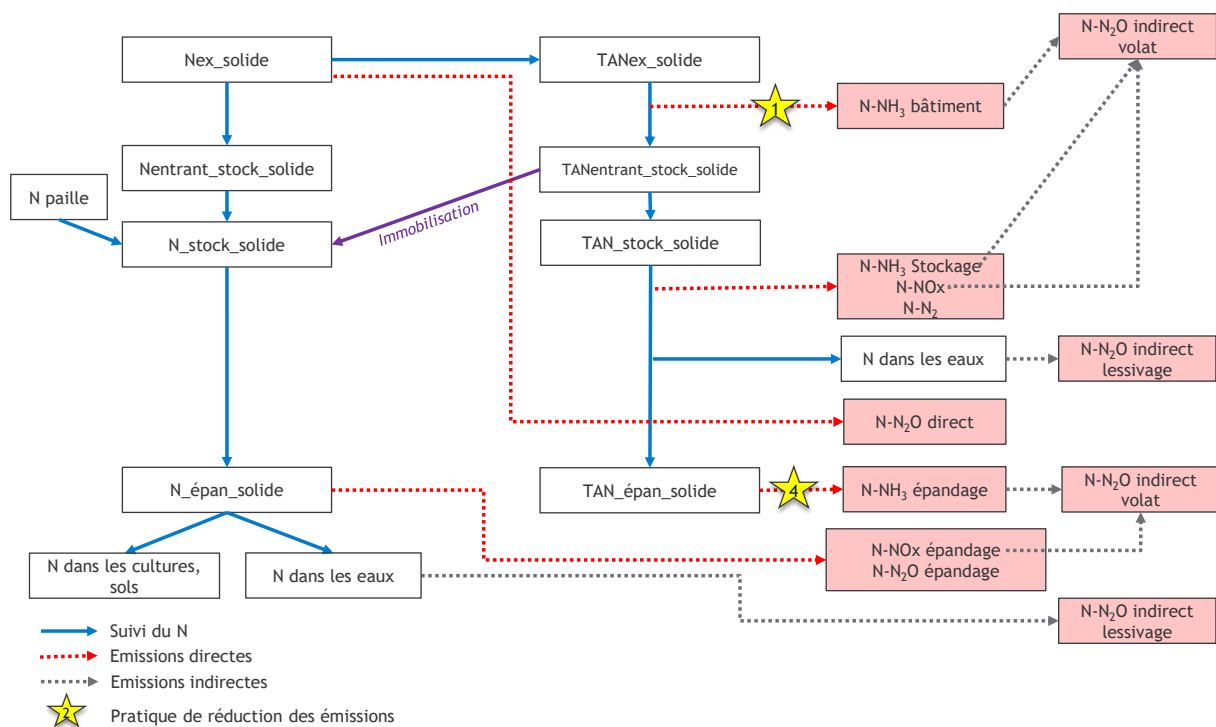 Nex_solide
TANex_solide
N-N₂O indirect
volat
1
N-NH₃ bâtiment
Nentrant_stock_solide
TANentrant_stock_solide
N paille
Immobilisation
N_stock_solide
TAN_stock_solide
N-NH₃ Stockage
N-NOx
N-N₂
N dans les eaux
N-N₂O indirect
lessivage
N-N₂O direct
N_épan_solide
TAN_épan_solide
4
N-NH₃ épandage
N-N₂O indirect
volat
N-NOx épandage
N-N₂O épandage
N dans les cultures,
sols
N dans les eaux
N-N₂O indirect
lessivage
Suivi du N
Emissions directes
Emissions indirectes
2
Pratique de réduction des émissions